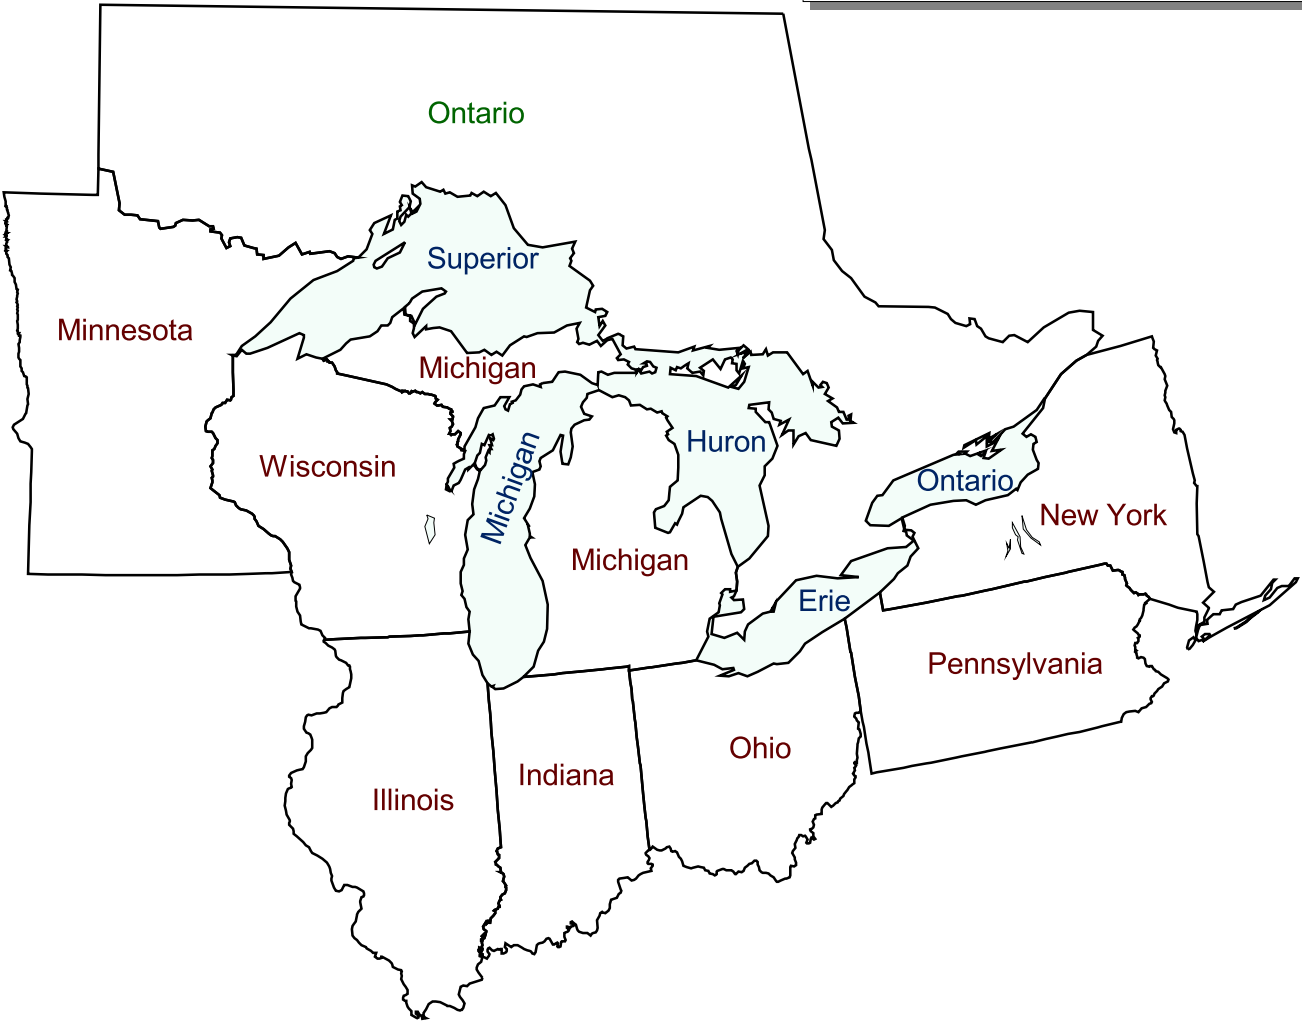 Ontario
Superior
Minnesota
Michigan
Huron
Wisconsin
Michigan
Ontario
New York
Michigan
Erie
Pennsylvania
Ohio
Indiana
Illinois